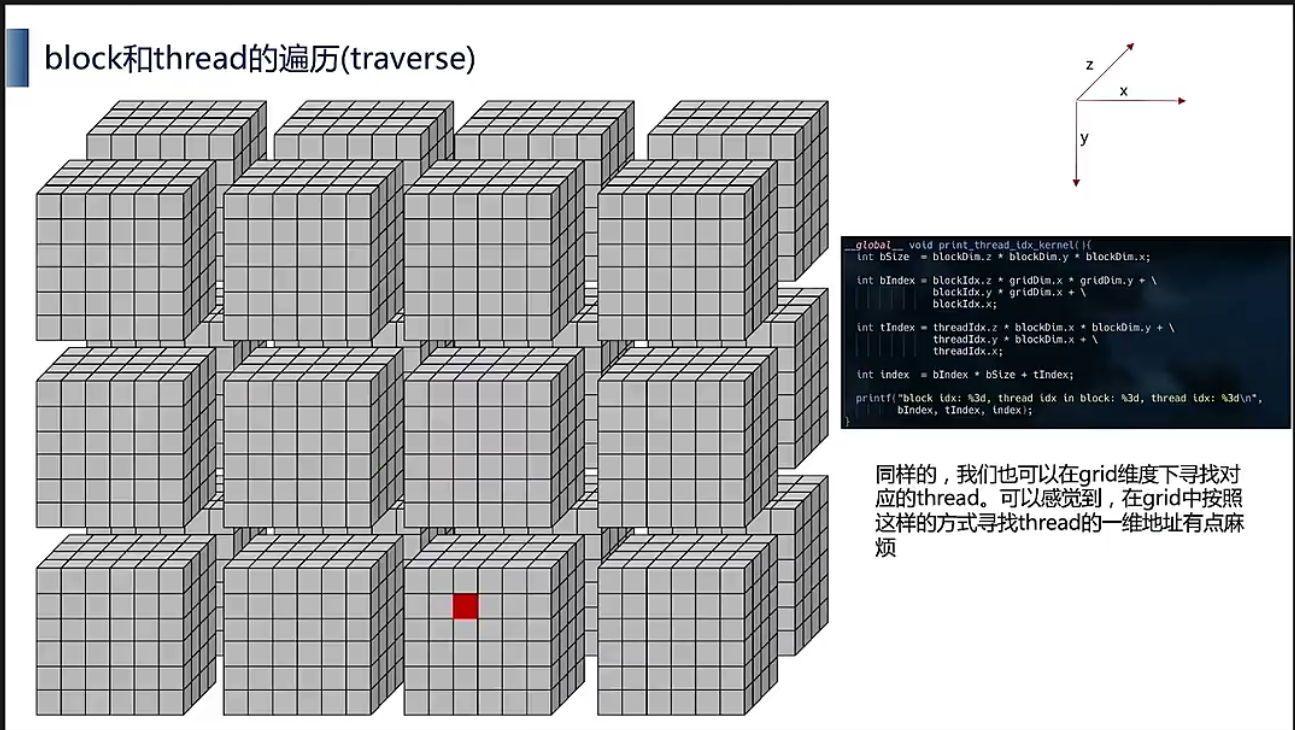 block和thread的遍历(traverse)
z
x
y
__global__ void print_thread_idx_kernel(){
int bSize = blockDim.z * blockDim.y * blockDim.x;
int bIndex = blockIdx.z * gridDim.x * gridDim.y + \
blockIdx.y * gridDim.x + \
blockIdx.x;
int tIndex = threadIdx.z * blockDim.x * blockDim.y + \
threadIdx.y * blockDim.x + \
threadIdx.x;
int index = bIndex * bSize + tIndex;
printf("block idx: %3d, thread idx in block: %3d, thread idx: %3d\n",
bIndex, tIndex, index);
}
同样的，我们也可以在grid维度下寻找对
应的thread。可以感觉到，在grid中按照
这样的方式寻找thread的一维地址有点麻
烦